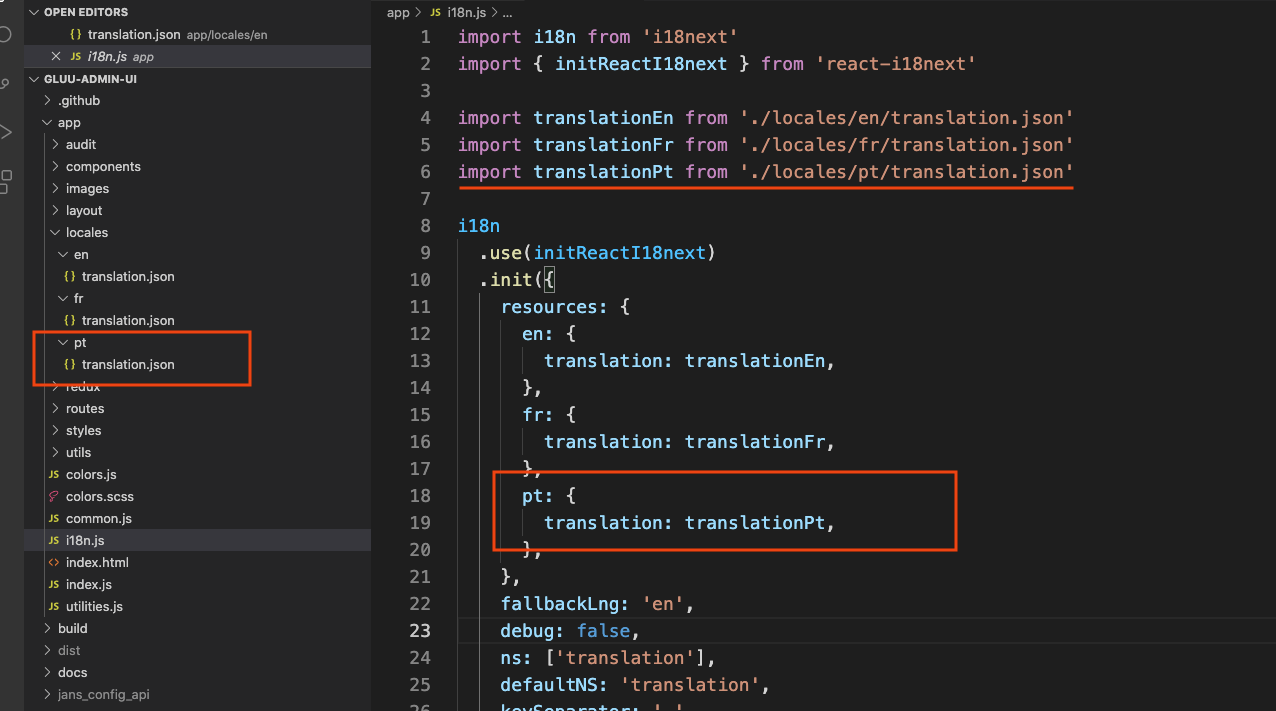 OPEN EDITORS
{} translation.json app/locales/en
JS i18n.js app
GLUU-ADMIN-UI
.github
app
audit
components
images
layout
locales
en
{} translation.json
fr
{} translation.json
pt
{} translation.json
redux
routes
styles
utils
JS colors.js
colors.scss
JS common.js
JS i18n.js
<> index.html
JS index.js
JS utilities.js
build
dist
docs
jans_config_api
app > JS i18n.js > ...
1 import i18n from 'i18next'
2 import { initReactI18next } from 'react-i18next'
3
4 import translationEn from './locales/en/translation.json'
5 import translationFr from './locales/fr/translation.json'
6 import translationPt from './locales/pt/translation.json'
7
8 i18n
9 .use(initReactI18next)
10 .init({
11 resources: {
12 en: {
13 translation: translationEn,
14 },
15 fr: {
16 translation: translationFr,
17 },
18 pt: {
19 translation: translationPt,
20 },
21 },
22 fallbackLng: 'en',
23 debug: false,
24 ns: ['translation'],
25 defaultNS: 'translation',